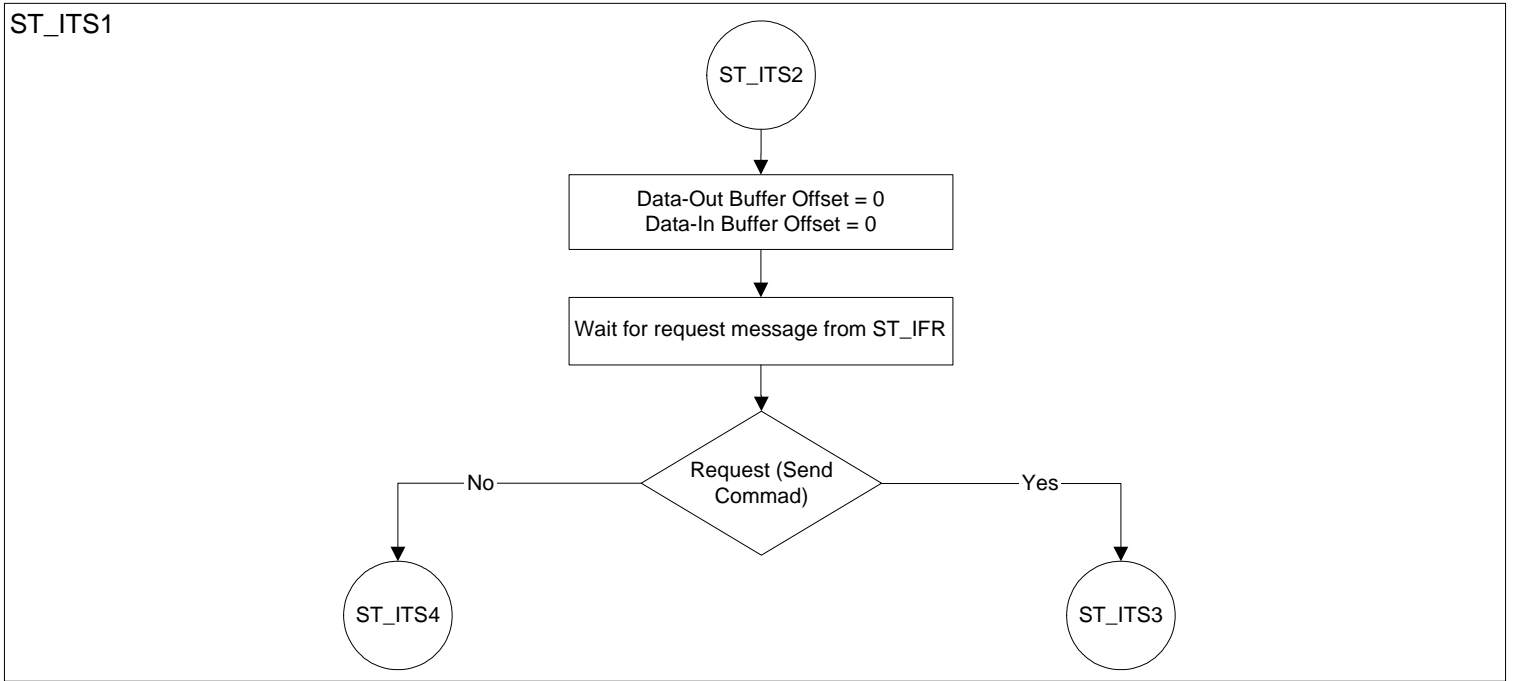 ST_ITS1
ST_ITS2
Data-Out Buffer Offset = 0
Data-In Buffer Offset = 0
Wait for request message from ST_IFR
Request (Send
Commad)
No
Yes
ST_ITS4
ST_ITS3